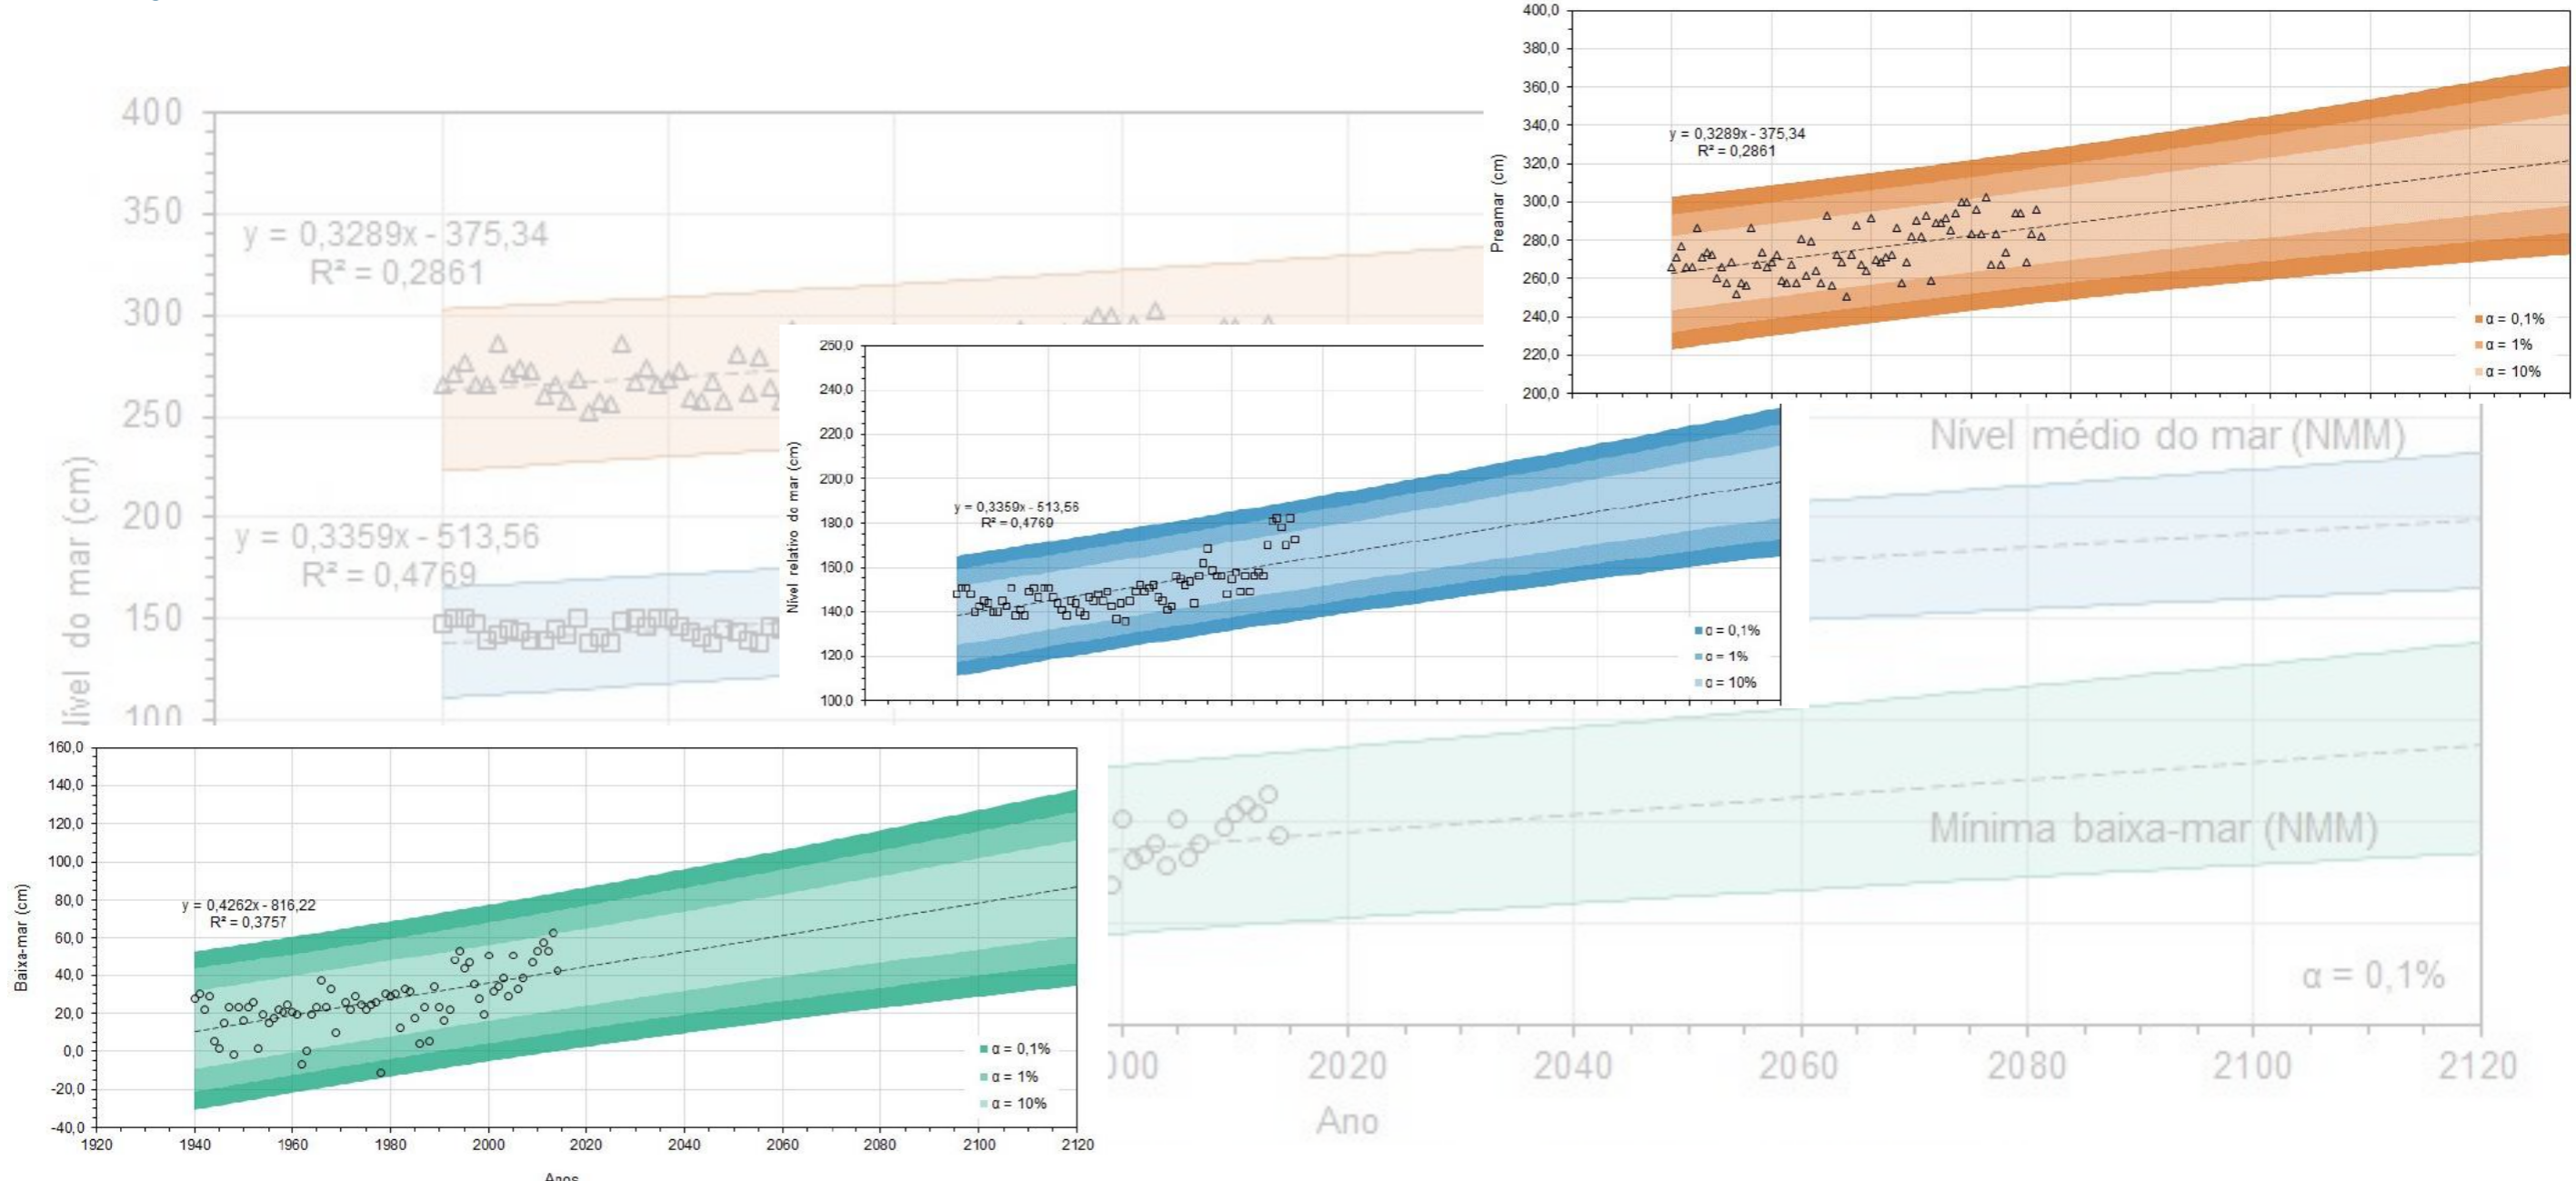 400
350
300
250
200
150
100
y = 0,3289x - 375,34
R² = 0,2861
y = 0,3359x - 513,56
R² = 0,4769
do mar (cm)
400,0
380,0
360,0
340,0
320,0
300,0
280,0
260,0
240,0
220,0
200,0
Preamar (cm)
y = 0,3289x - 375,34
R² = 0,2861
α = 0,1%
α = 1%
α = 10%
260,0
240,0
220,0
200,0
180,0
160,0
140,0
120,0
100,0
Nível relativo do mar (cm)
y = 0,3359x - 513,56
R² = 0,4769
α = 0,1%
α = 1%
α = 10%
Nível médio do mar (NMM)
Mínima baixa-mar (NMM)
α = 0,1%
2020
2040
2060
2080
2100
2120
Ano
160,0
140,0
120,0
100,0
80,0
60,0
40,0
20,0
0,0
-20,0
-40,0
Baixa-mar (cm)
y = 0,4262x - 816,22
R² = 0,3757
α = 0,1%
α = 1%
α = 10%
1920
1940
1960
1980
2000
2020
2040
2060
2080
2100
2120
Anos